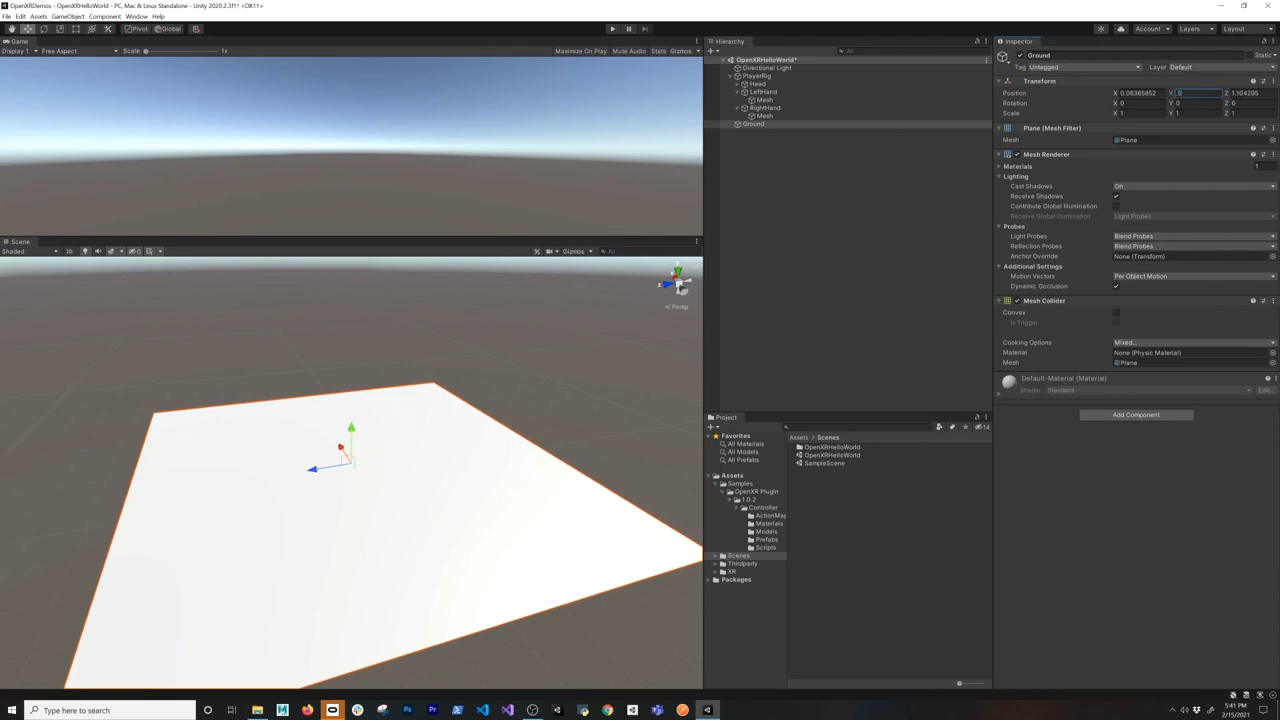 OpenXRDemos - OpenXRHelloWorld - PC, Mac & Linux Standalone - Unity 2020.2.3f1* <DX11>
File Edit Assets GameObject Component Window Help
Pivot Global Account Layers Layout
Game
Display 1 Free Aspect Scale 1x Maximize On Play Mute Audio Stats Gizmos
Scene
Shaded 2D Gizmos All
Persp
Hierarchy
All
OpenXRHelloWorld*
Directional Light
PlayerRig
Head
LeftHand
Mesh
RightHand
Mesh
Ground
Project
14
Favorites
All Materials
All Models
All Prefabs
Assets
Samples
OpenXR Plugin
1.0.2
Controller
ActionMap
Materials
Models
Prefabs
Scripts
Scenes
Thirdparty
XR
Packages
Assets > Scenes
OpenXRHelloWorld
OpenXRHelloWorld
SampleScene
Inspector
Ground Static
Tag Untagged Layer Default
Transform
Position X 0.06365852 Y .5 Z 1.104295
Rotation X 0 Y 0 Z 0
Scale X 1 Y 1 Z 1
Plane (Mesh Filter)
Mesh Plane
Mesh Renderer
Materials 1
Lighting
Cast Shadows On
Receive Shadows
Contribute Global Illumination
Receive Global Illumination Light Probes
Probes
Light Probes Blend Probes
Reflection Probes Blend Probes
Anchor Override None (Transform)
Additional Settings
Motion Vectors Per Object Motion
Dynamic Occlusion
Mesh Collider
Convex
Is Trigger
Cooking Options Mixed...
Material None (Physic Material)
Mesh Plane
Default-Material (Material)
Shader Standard Edit...
Add Component
Type here to search
5:41 PM
2/15/2021